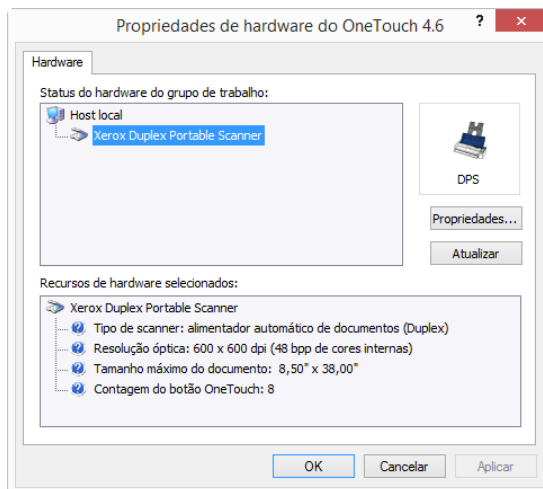 Propriedades de hardware do OneTouch 4.6
?
×
Hardware
Status do hardware do grupo de trabalho:
Host local
Xerox Duplex Portable Scanner
DPS
Propriedades...
Atualizar
Recursos de hardware selecionados:
Xerox Duplex Portable Scanner
Tipo de scanner: alimentador automático de documentos (Duplex)
Resolução óptica: 600 x 600 dpi (48 bpp de cores internas)
Tamanho máximo do documento: 8,50" x 38,00"
Contagem do botão OneTouch: 8
OK
Cancelar
Aplicar